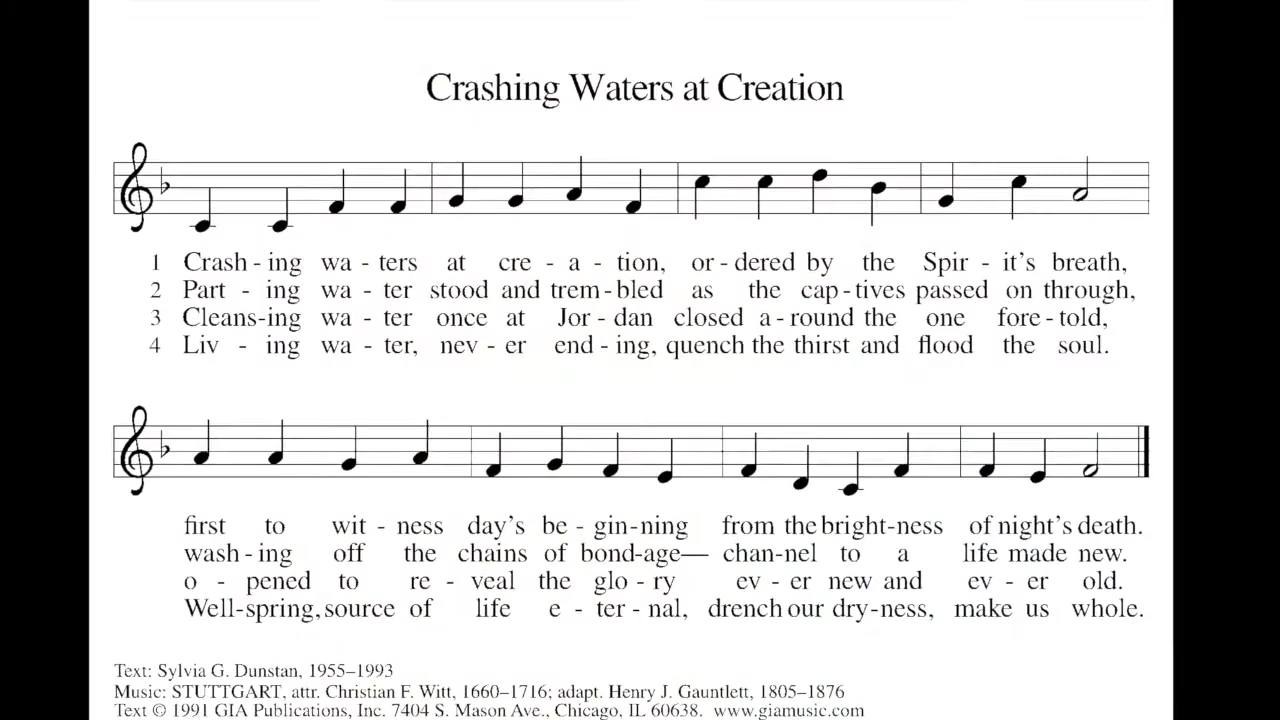 Crashing Waters at Creation
1 Crash - ing wa - ters at cre - a - tion, or - dered by the Spir - it's breath,
2 Part - ing wa - ter stood and trem - bled as the cap - tives passed on through,
3 Cleans - ing wa - ter once at Jor - dan closed a - round the one fore - told,
4 Liv - ing wa - ter, nev - er end - ing, quench the thirst and flood the soul.
first to wit - ness day's be - gin - ning from the bright - ness of night's death.
wash - ing off the chains of bond - age— chan - nel to a life made new.
o - pened to re - veal the glo - ry ev - er new and ev - er old.
Well - spring, source of life e - ter - nal, drench our dry - ness, make us whole.
Text: Sylvia G. Dunstan, 1955–1993
Music: STUTTGART, attr. Christian F. Witt, 1660–1716; adapt. Henry J. Gauntlett, 1805–1876
Text © 1991 GIA Publications, Inc. 7404 S. Mason Ave., Chicago, IL 60638. www.giamusic.com